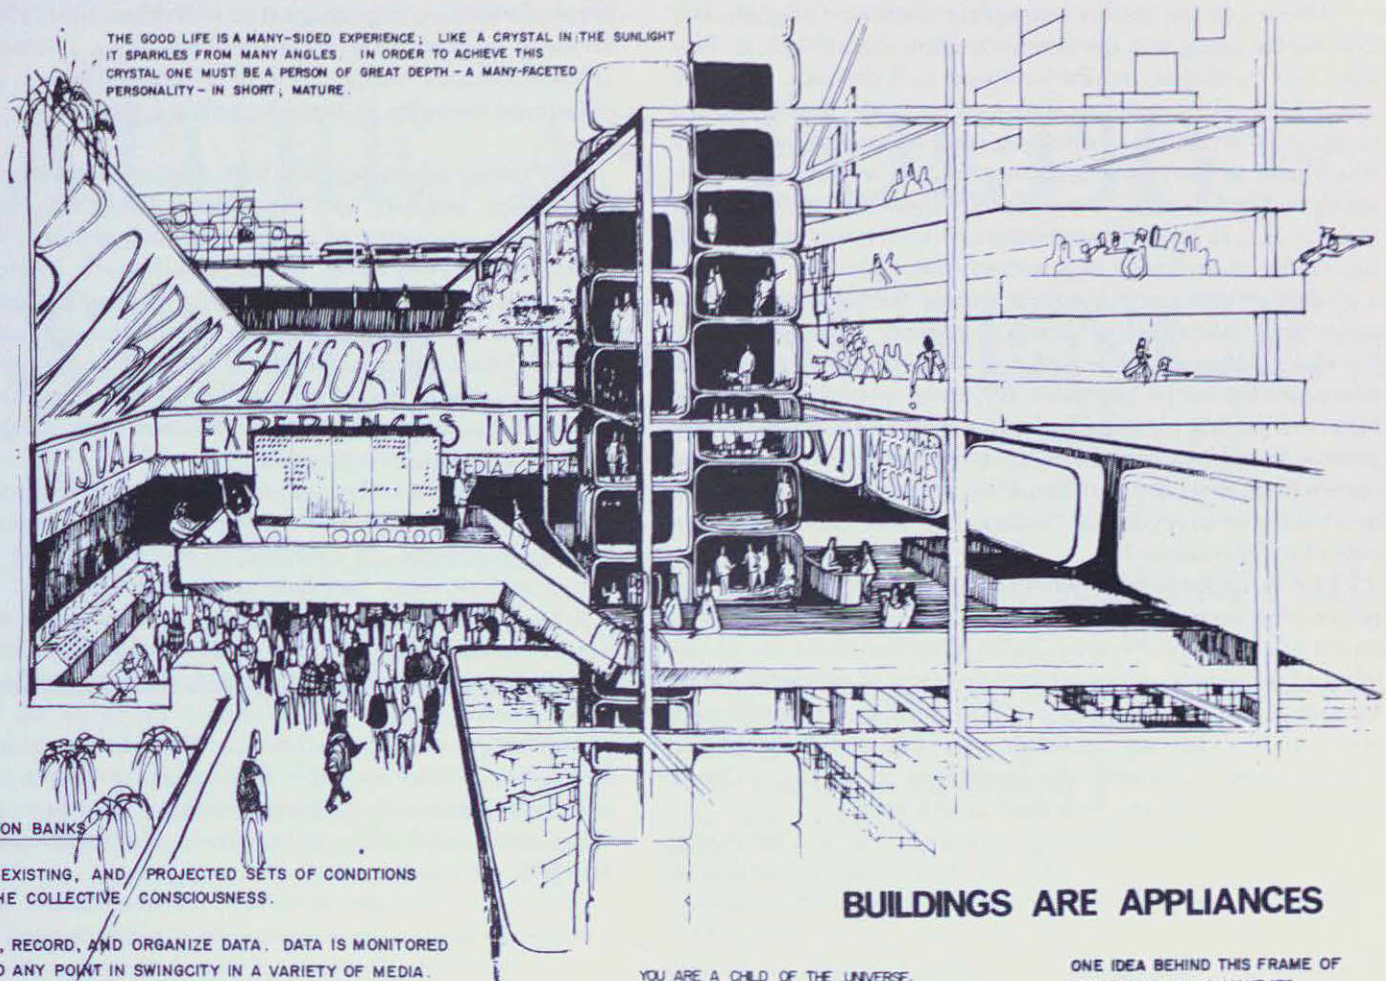 THE GOOD LIFE IS A MANY-SIDED EXPERIENCE; LIKE A CRYSTAL IN THE SUNLIGHT
IT SPARKLES FROM MANY ANGLES. IN ORDER TO ACHIEVE THIS
CRYSTAL ONE MUST BE A PERSON OF GREAT DEPTH - A MANY-FACETED
PERSONALITY - IN SHORT; MATURE.
SENSORIAL
EXPERIENCES INDUC
VISUAL
INFORMATION
MEDIA CENTRE
MESSAGES
MESSAGES
MESSAGES
MESSAGES
ON BANKS
EXISTING, AND PROJECTED SETS OF CONDITIONS
HE COLLECTIVE CONSCIOUSNESS.
, RECORD, AND ORGANIZE DATA. DATA IS MONITORED
O ANY POINT IN SWINGCITY IN A VARIETY OF MEDIA.
BUILDINGS ARE APPLIANCES
YOU ARE A CHILD OF THE UNIVERSE,
ONE IDEA BEHIND THIS FRAME OF